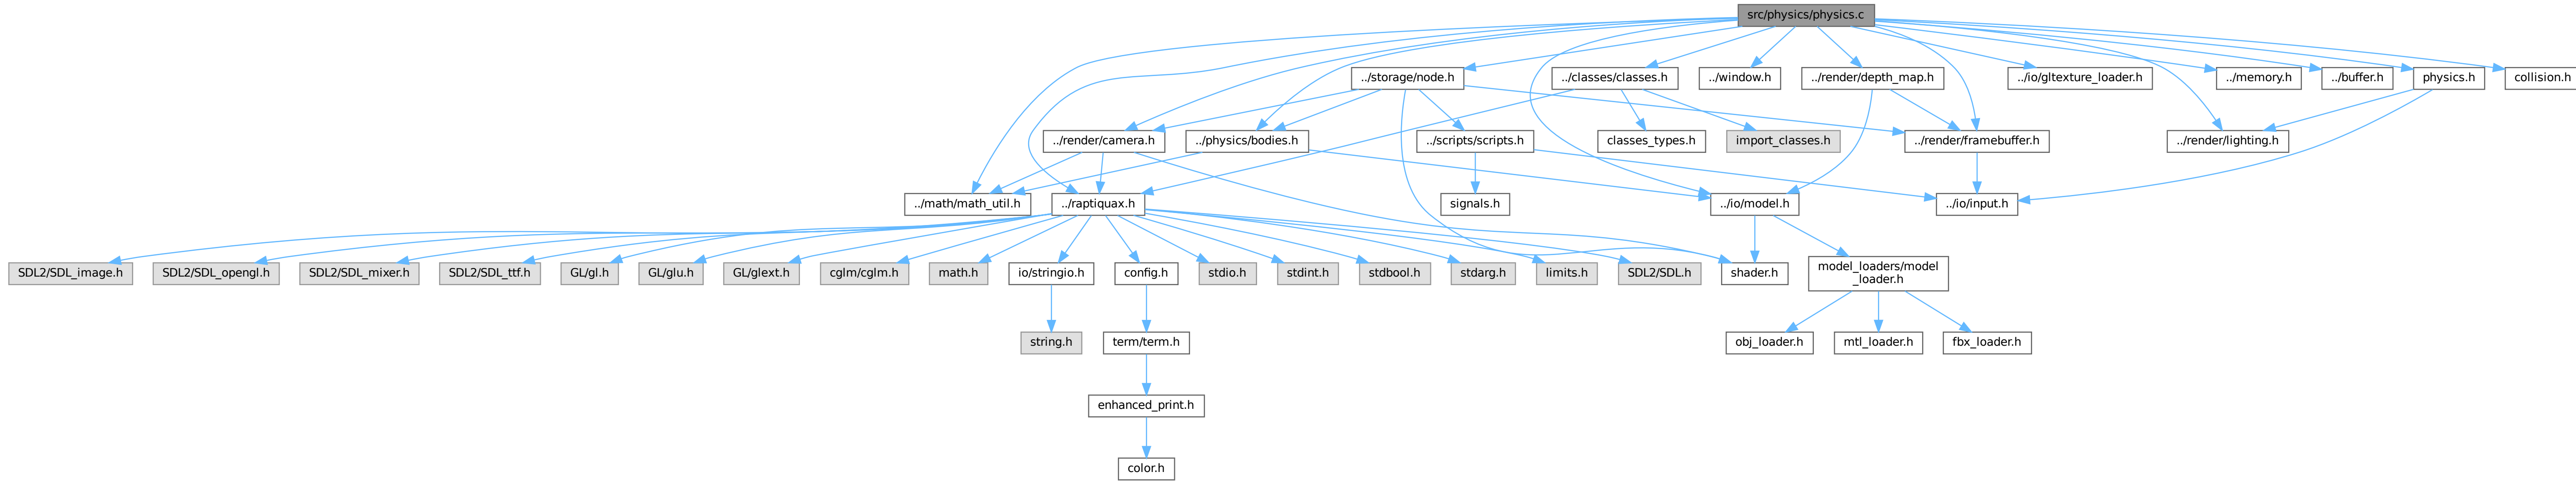 src/physics/physics.c
../storage/node.h
../classes/classes.h
../window.h
../render/depth_map.h
../io/gltexture_loader.h
../memory.h
../buffer.h
physics.h
collision.h
../render/camera.h
../physics/bodies.h
../scripts/scripts.h
classes_types.h
import_classes.h
../render/framebuffer.h
../render/lighting.h
../math/math_util.h
../raptiquax.h
signals.h
../io/model.h
../io/input.h
SDL2/SDL_image.h
SDL2/SDL_opengl.h
SDL2/SDL_mixer.h
SDL2/SDL_ttf.h
GL/gl.h
GL/glu.h
GL/glext.h
cglm/cglm.h
math.h
io/stringio.h
config.h
stdio.h
stdint.h
stdbool.h
stdarg.h
limits.h
SDL2/SDL.h
shader.h
model_loaders/model
_loader.h
string.h
term/term.h
obj_loader.h
mtl_loader.h
fbx_loader.h
enhanced_print.h
color.h